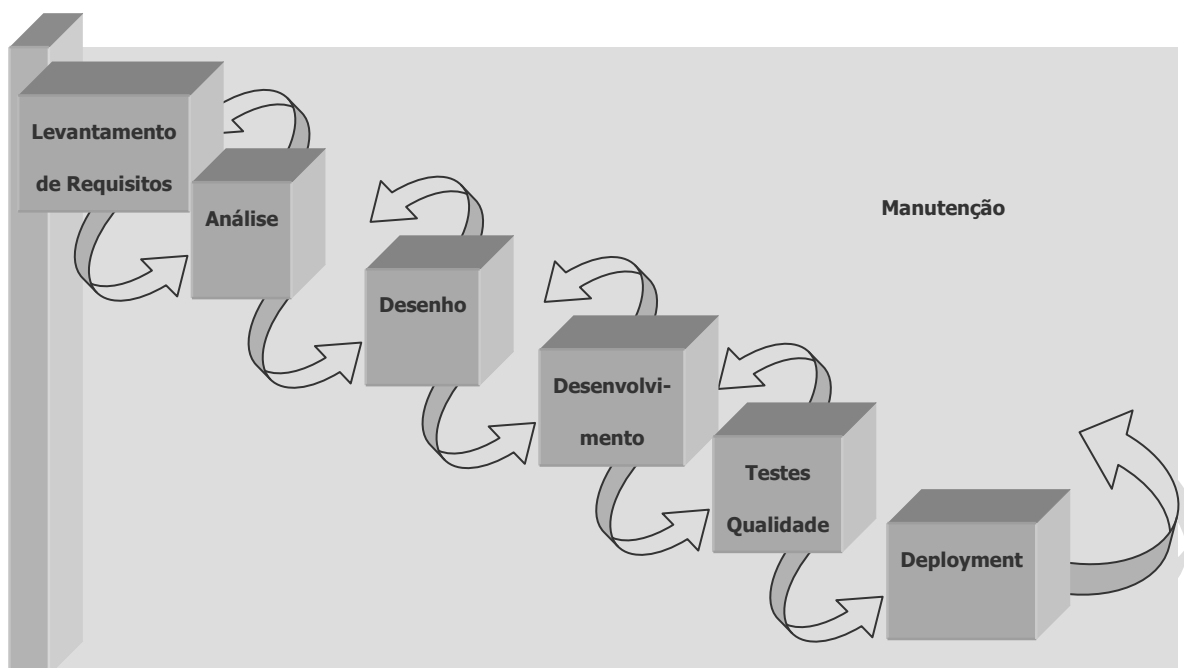 Levantamento
de Requisitos
Análise
Manutenção
Desenho
Desenvolvi-
mento
Testes
Qualidade
Deployment